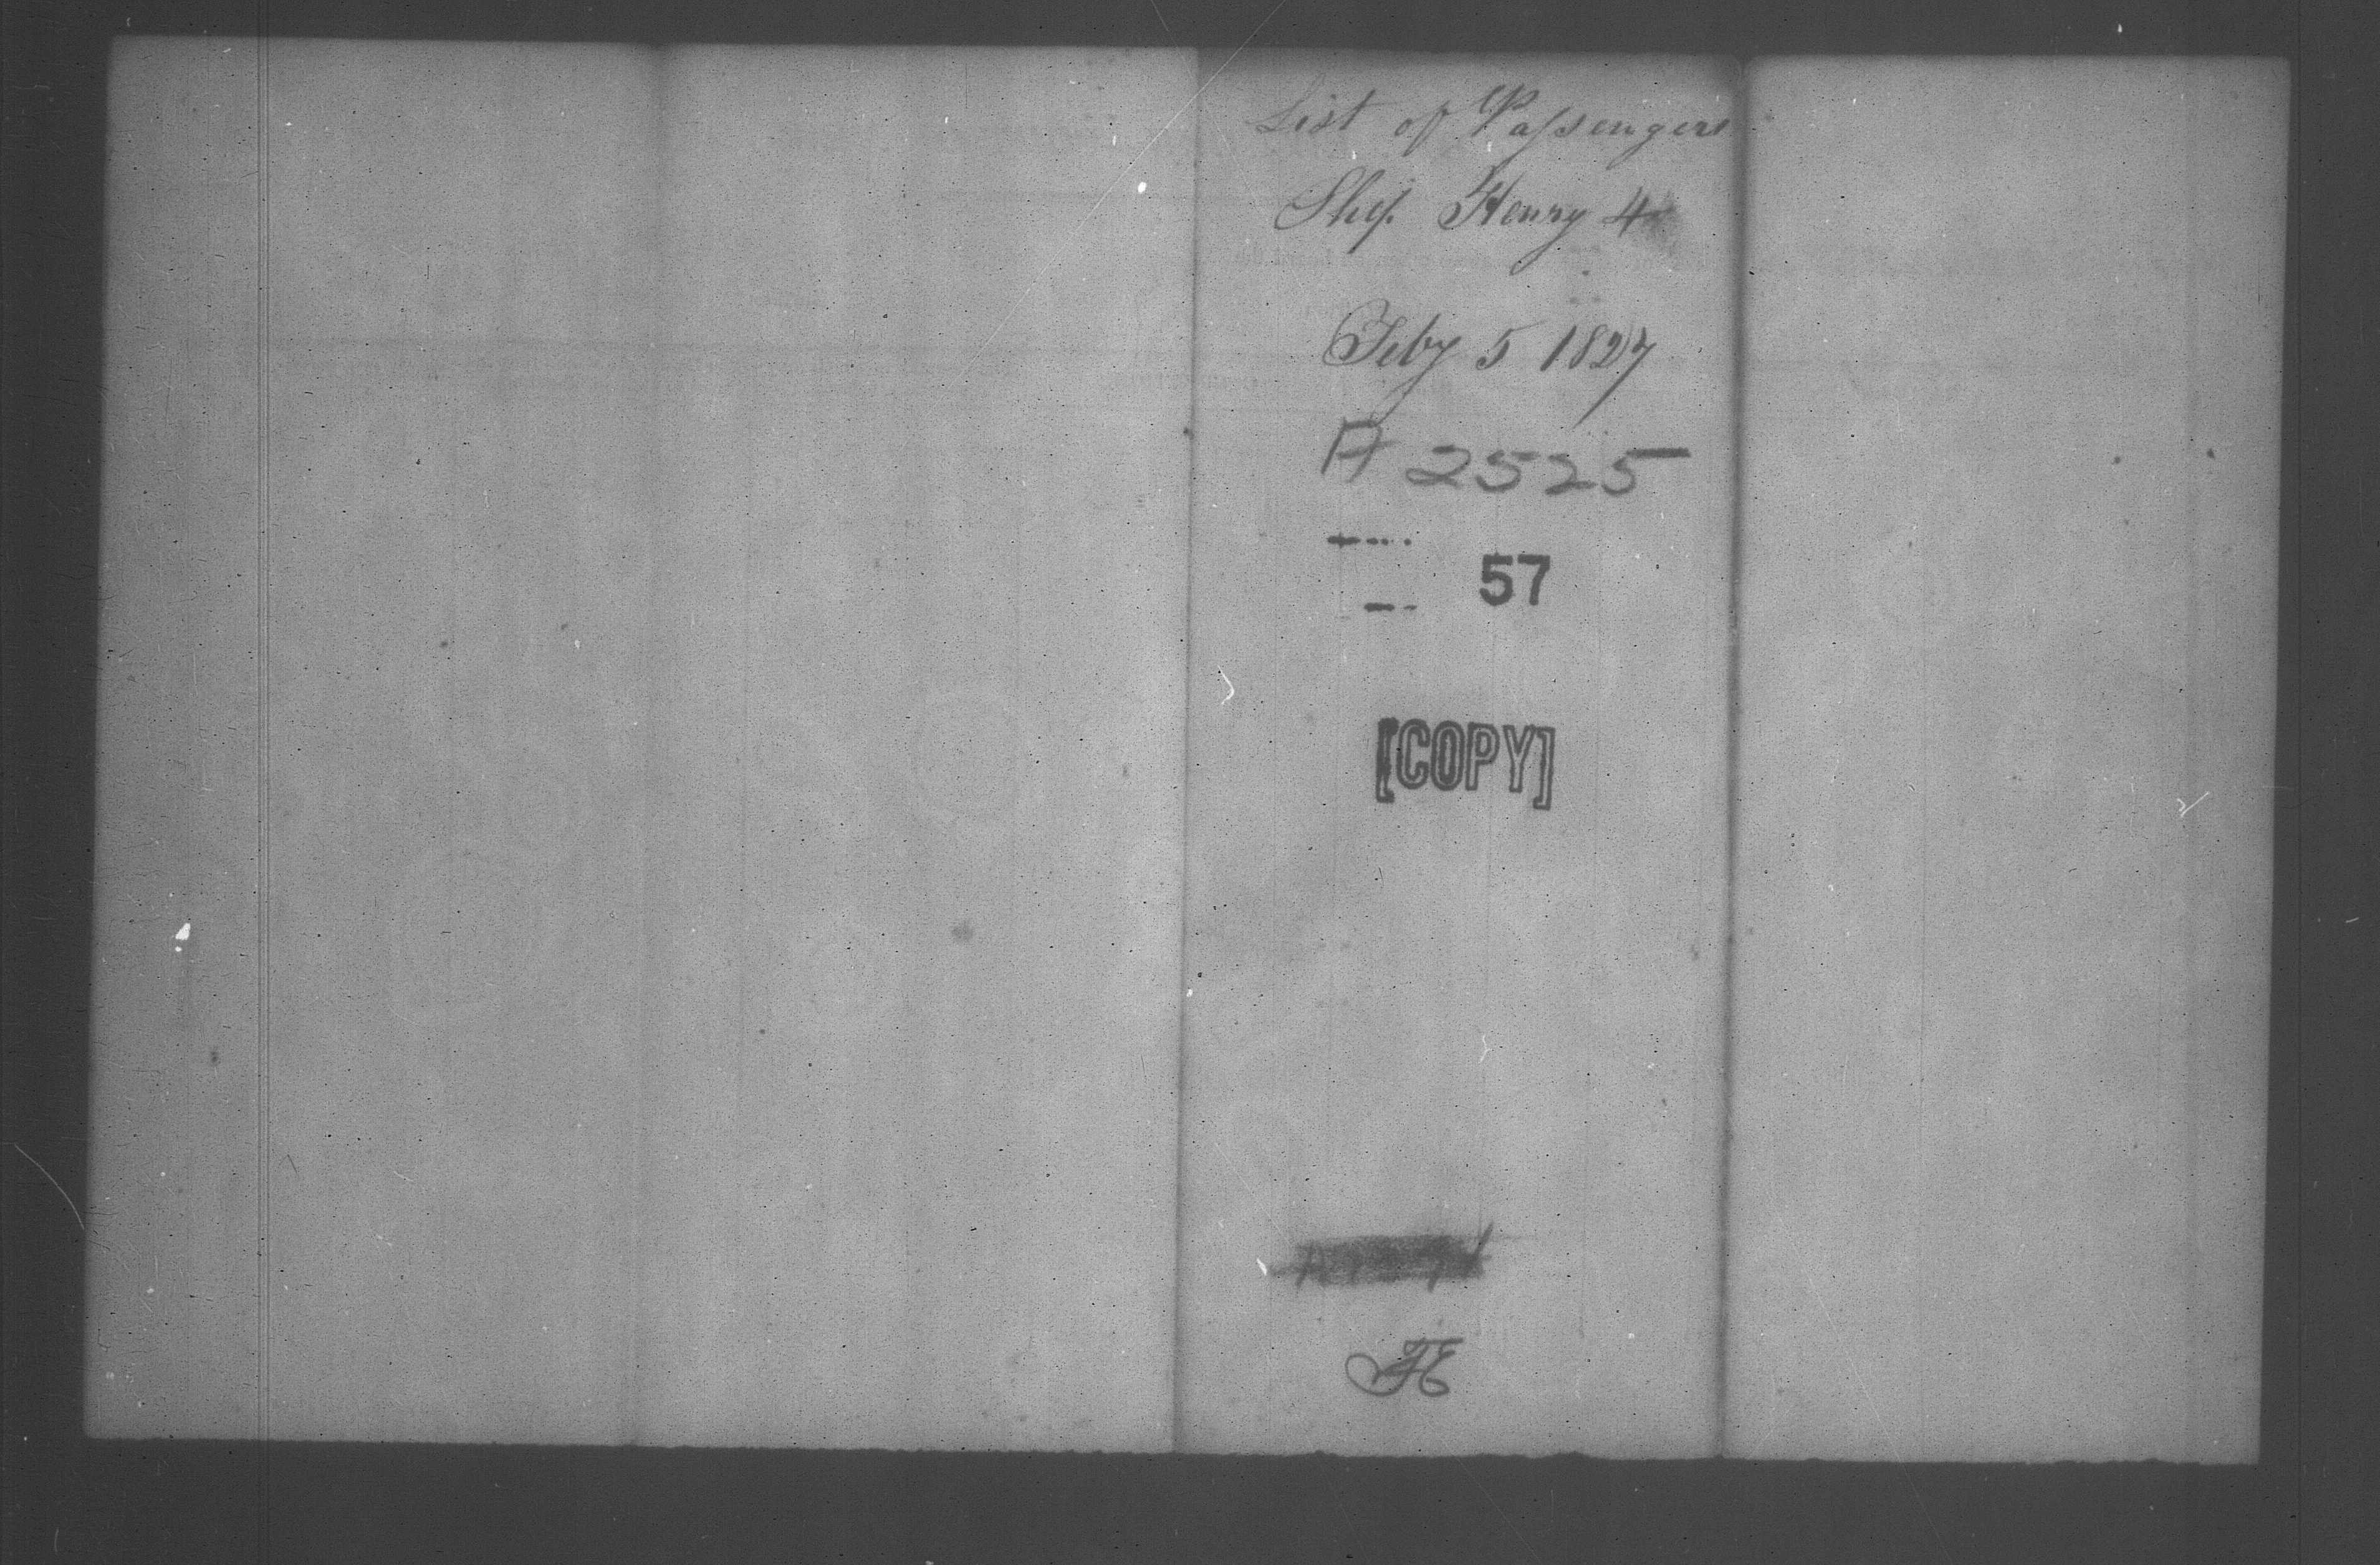 List of Passengers
Ship Henry 4
Feby 5 1827
A 2525
57
[COPY]